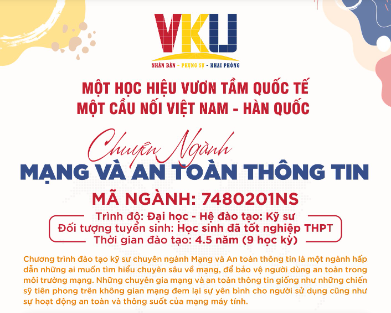 VKU
NHÂN BẢN - PHỤNG SỰ - KHAI PHÓNG
MỘT HỌC HIỆU VƯƠN TẦM QUỐC TẾ
MỘT CẦU NỐI VIỆT NAM - HÀN QUỐC
Chuyên Ngành
MẠNG VÀ AN TOÀN THÔNG TIN
MÃ NGÀNH: 7480201NS
Trình độ: Đại học - Hệ đào tạo: Kỹ sư
Đối tượng tuyển sinh: Học sinh đã tốt nghiệp THPT
Thời gian đào tạo: 4.5 năm (9 học kỳ)
Chương trình đào tạo kỹ sư chuyên ngành Mạng và An toàn thông tin là một ngành hấp
dẫn những ai muốn tìm hiểu chuyên sâu về mạng, để bảo vệ người dùng an toàn trong
môi trường mạng. Những chuyên gia mạng và an toàn thông tin giống như những chiến
sỹ tiên phong trên không gian mạng đem lại sự yên bình cho người sử dụng cũng như
sự hoạt động an toàn và thông suốt của mạng máy tính.